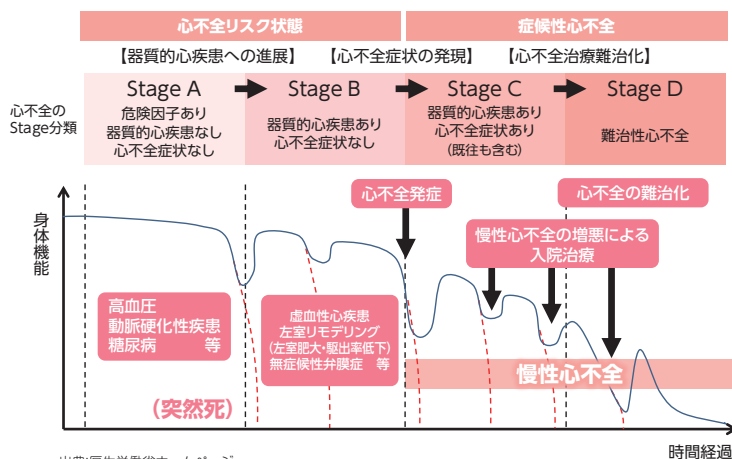 心不全リスク状態
症候性心不全
【器質的心疾患への進展】
【心不全症状の発現】
【心不全治療難治化】
心不全の
Stage分類
Stage A
危険因子あり
器質的心疾患なし
心不全症状なし
Stage B
器質的心疾患あり
心不全症状なし
Stage C
器質的心疾患あり
心不全症状あり
(既往も含む)
Stage D
難治性心不全
身体機能
心不全発症
心不全の難治化
慢性心不全の増悪による
入院治療
高血圧
動脈硬化性疾患
糖尿病 等
虚血性心疾患
左室リモデリング
(左室肥大・駆出率低下)
無症候性弁膜症 等
慢性心不全
(突然死)
時間経過